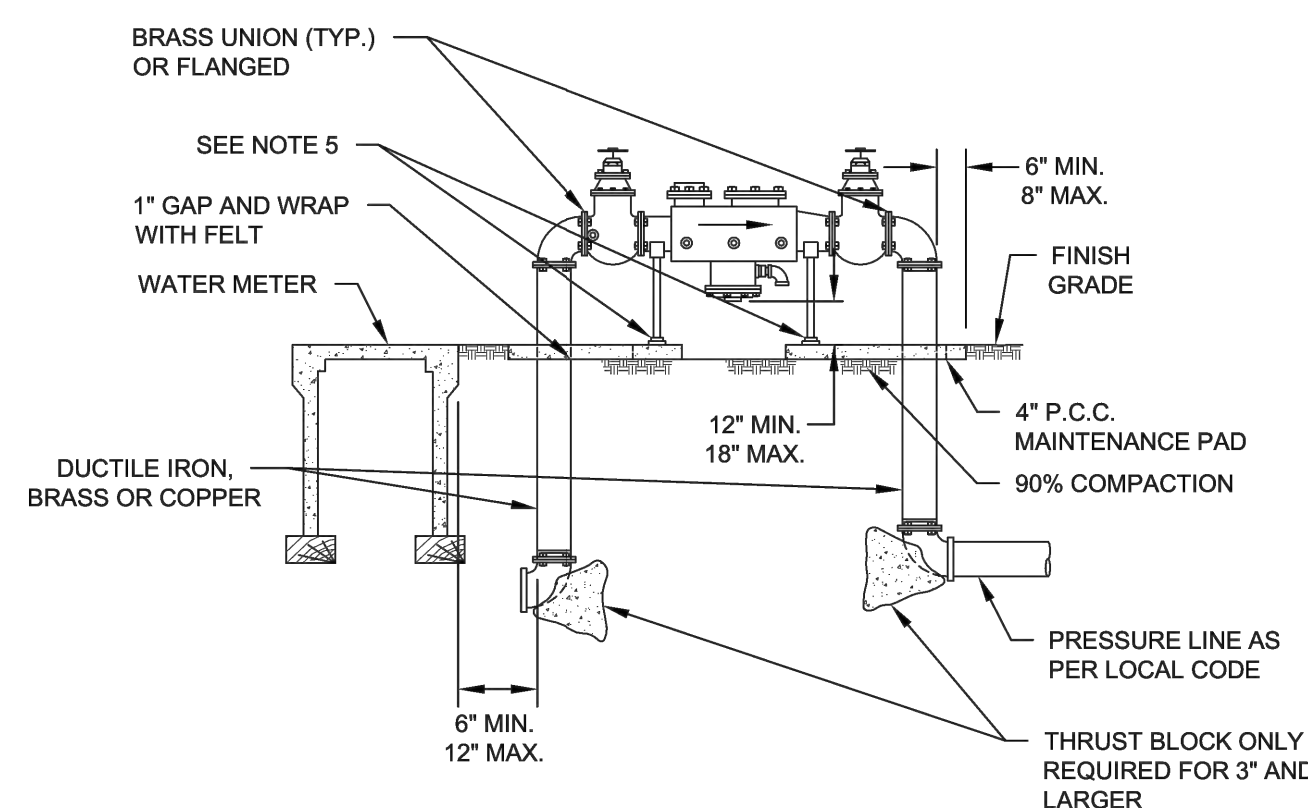 BRASS UNION (TYP.)
OR FLANGED
SEE NOTE 5
1" GAP AND WRAP
WITH FELT
WATER METER
6" MIN.
8" MAX.
FINISH
GRADE
12" MIN.
18" MAX.
4" P.C.C.
MAINTENANCE PAD
90% COMPACTION
DUCTILE IRON,
BRASS OR COPPER
PRESSURE LINE AS
PER LOCAL CODE
6" MIN.
12" MAX.
THRUST BLOCK ONLY
REQUIRED FOR 3" AND
LARGER